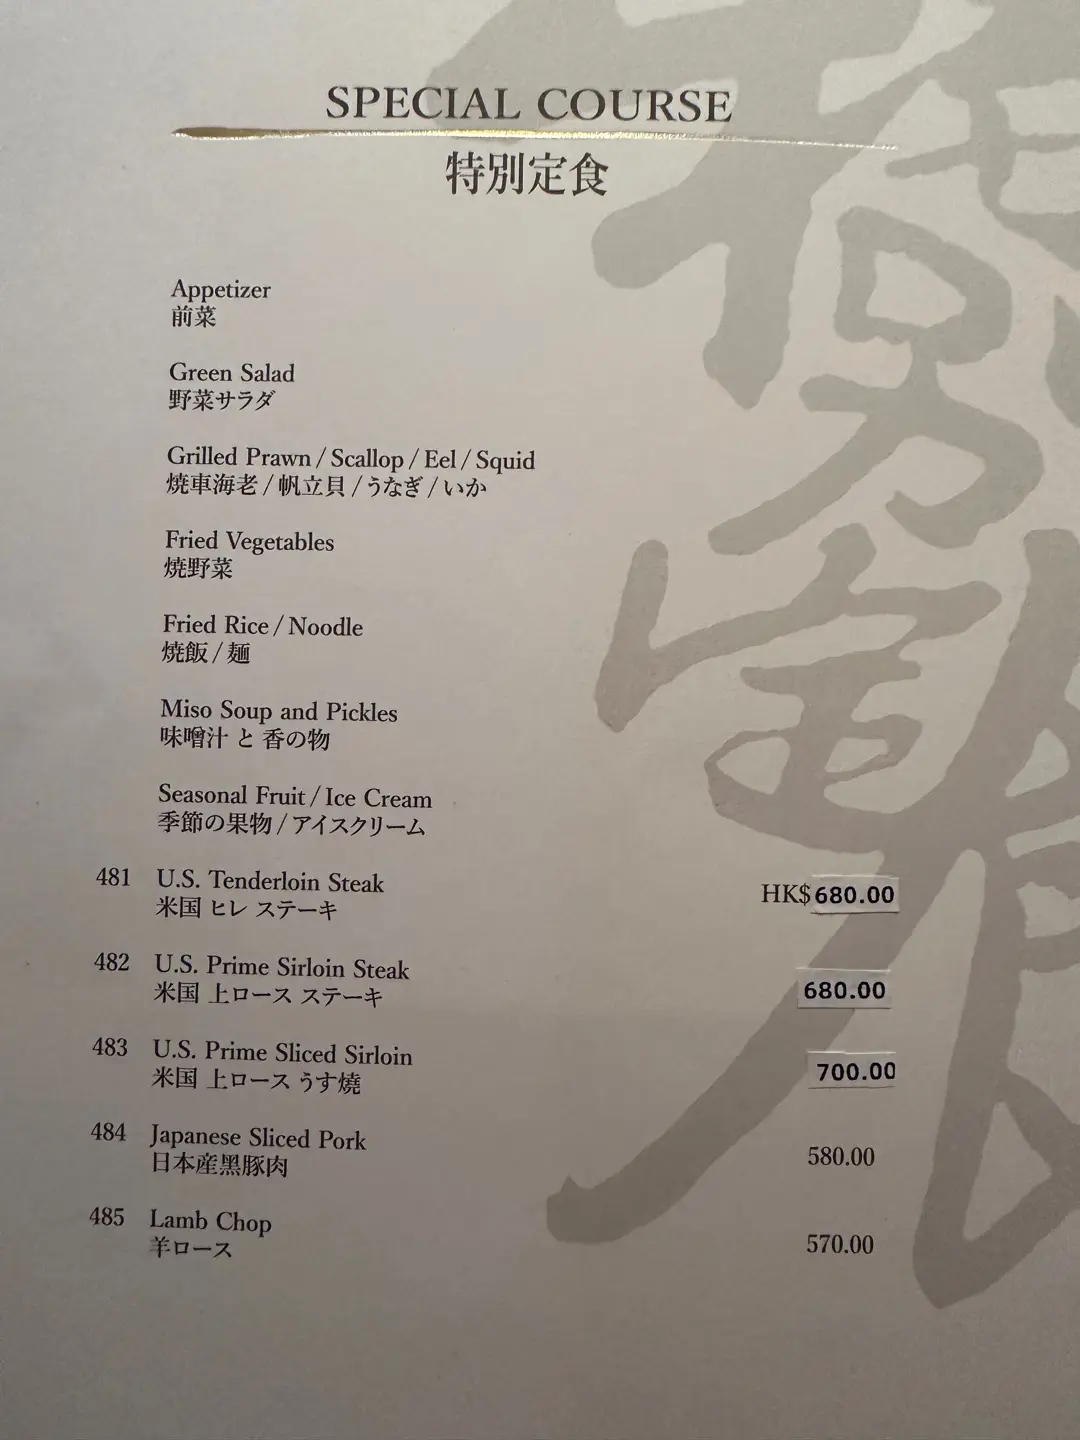 SPECIAL COURSE
特別定食
Appetizer
前菜
Green Salad
野菜サラダ
Grilled Prawn / Scallop / Eel / Squid
焼車海老 / 帆立貝 / うなぎ / いか
Fried Vegetables
焼野菜
Fried Rice / Noodle
焼飯 / 麺
Miso Soup and Pickles
味噌汁 と 香の物
Seasonal Fruit / Ice Cream
季節の果物 / アイスクリーム
481 U.S. Tenderloin Steak HK$680.00
米国 ヒレ ステーキ
482 U.S. Prime Sirloin Steak 680.00
米国 上ロース ステーキ
483 U.S. Prime Sliced Sirloin 700.00
米国 上ロース うす燒
484 Japanese Sliced Pork 580.00
日本産黒豚肉
485 Lamb Chop 570.00
羊ロース